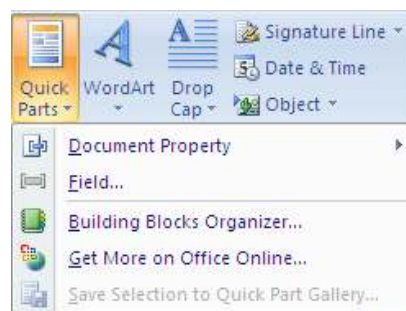 Signature Line
Date & Time
Object
Quick Parts
WordArt
Drop Cap
Document Property
Field...
Building Blocks Organizer...
Get More on Office Online...
Save Selection to Quick Part Gallery...